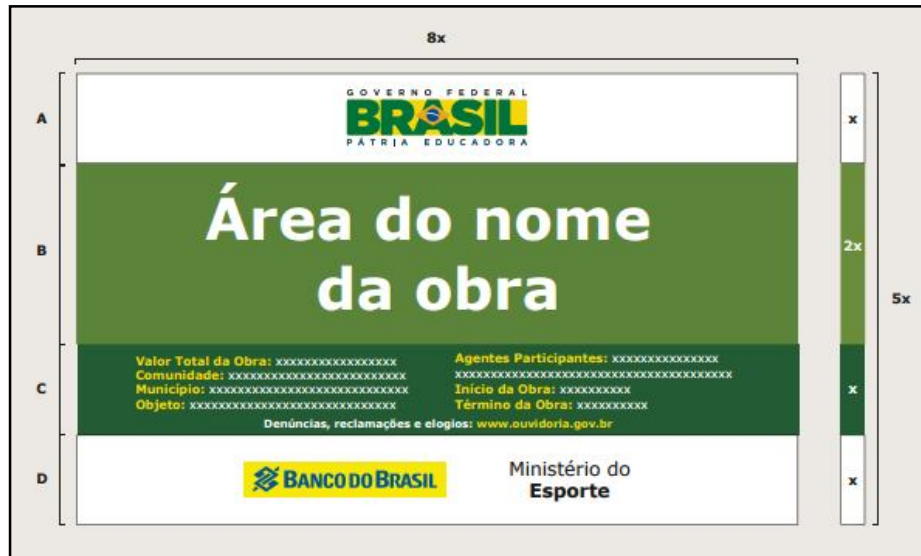 8x
A
GOVERNO FEDERAL
BRASIL
PÁTRIA EDUCADORA
x
B
Área do nome
da obra
2x
5x
C
Valor Total da Obra: xxxxxxxxxxxxxxxxx
Comunidade: xxxxxxxxxxxxxxxxxxxxxxxxx
Município: xxxxxxxxxxxxxxxxxxxxxxxxxxxx
Objeto: xxxxxxxxxxxxxxxxxxxxxxxxxxxxx
Agentes Participantes: xxxxxxxxxxxxxxx
xxxxxxxxxxxxxxxxxxxxxxxxxxxxxxxxxxxxxxx
Início da Obra: xxxxxxxxxx
Término da Obra: xxxxxxxxxx
Denúncias, reclamações e elogios: www.ouvidoria.gov.br
x
D
BANCO DO BRASIL
Ministério do
Esporte
x